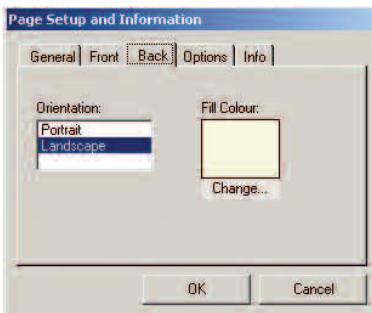 Page Setup and Information
General Front Back Options Info
Orientation: Fill Colour:
Portrait
Landscape
Change...
OK Cancel